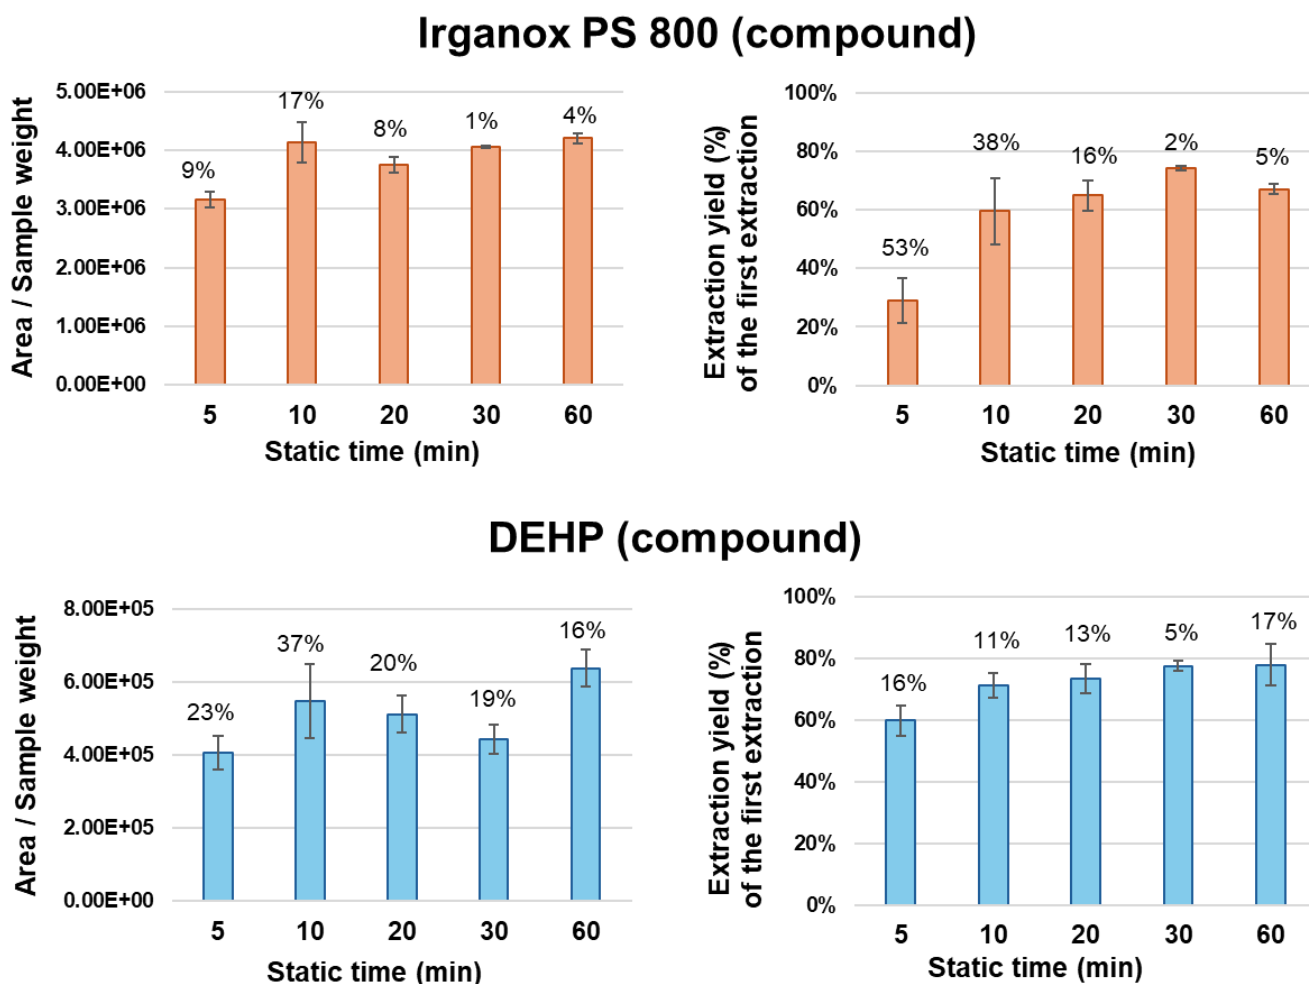 Irganox PS 800 (compound)
Area / Sample weight
5.00E+06
4.00E+06
3.00E+06
2.00E+06
1.00E+06
0.00E+00
9%
17%
8%
1%
4%
5 10 20 30 60
Static time (min)
Extraction yield (%)
of the first extraction
100%
80%
60%
40%
20%
0%
53%
38%
16%
2%
5%
5 10 20 30 60
Static time (min)
DEHP (compound)
Area / Sample weight
8.00E+05
6.00E+05
4.00E+05
2.00E+05
0.00E+00
23%
37%
20%
19%
16%
5 10 20 30 60
Static time (min)
Extraction yield (%)
of the first extraction
100%
80%
60%
40%
20%
0%
16%
11%
13%
5%
17%
5 10 20 30 60
Static time (min)